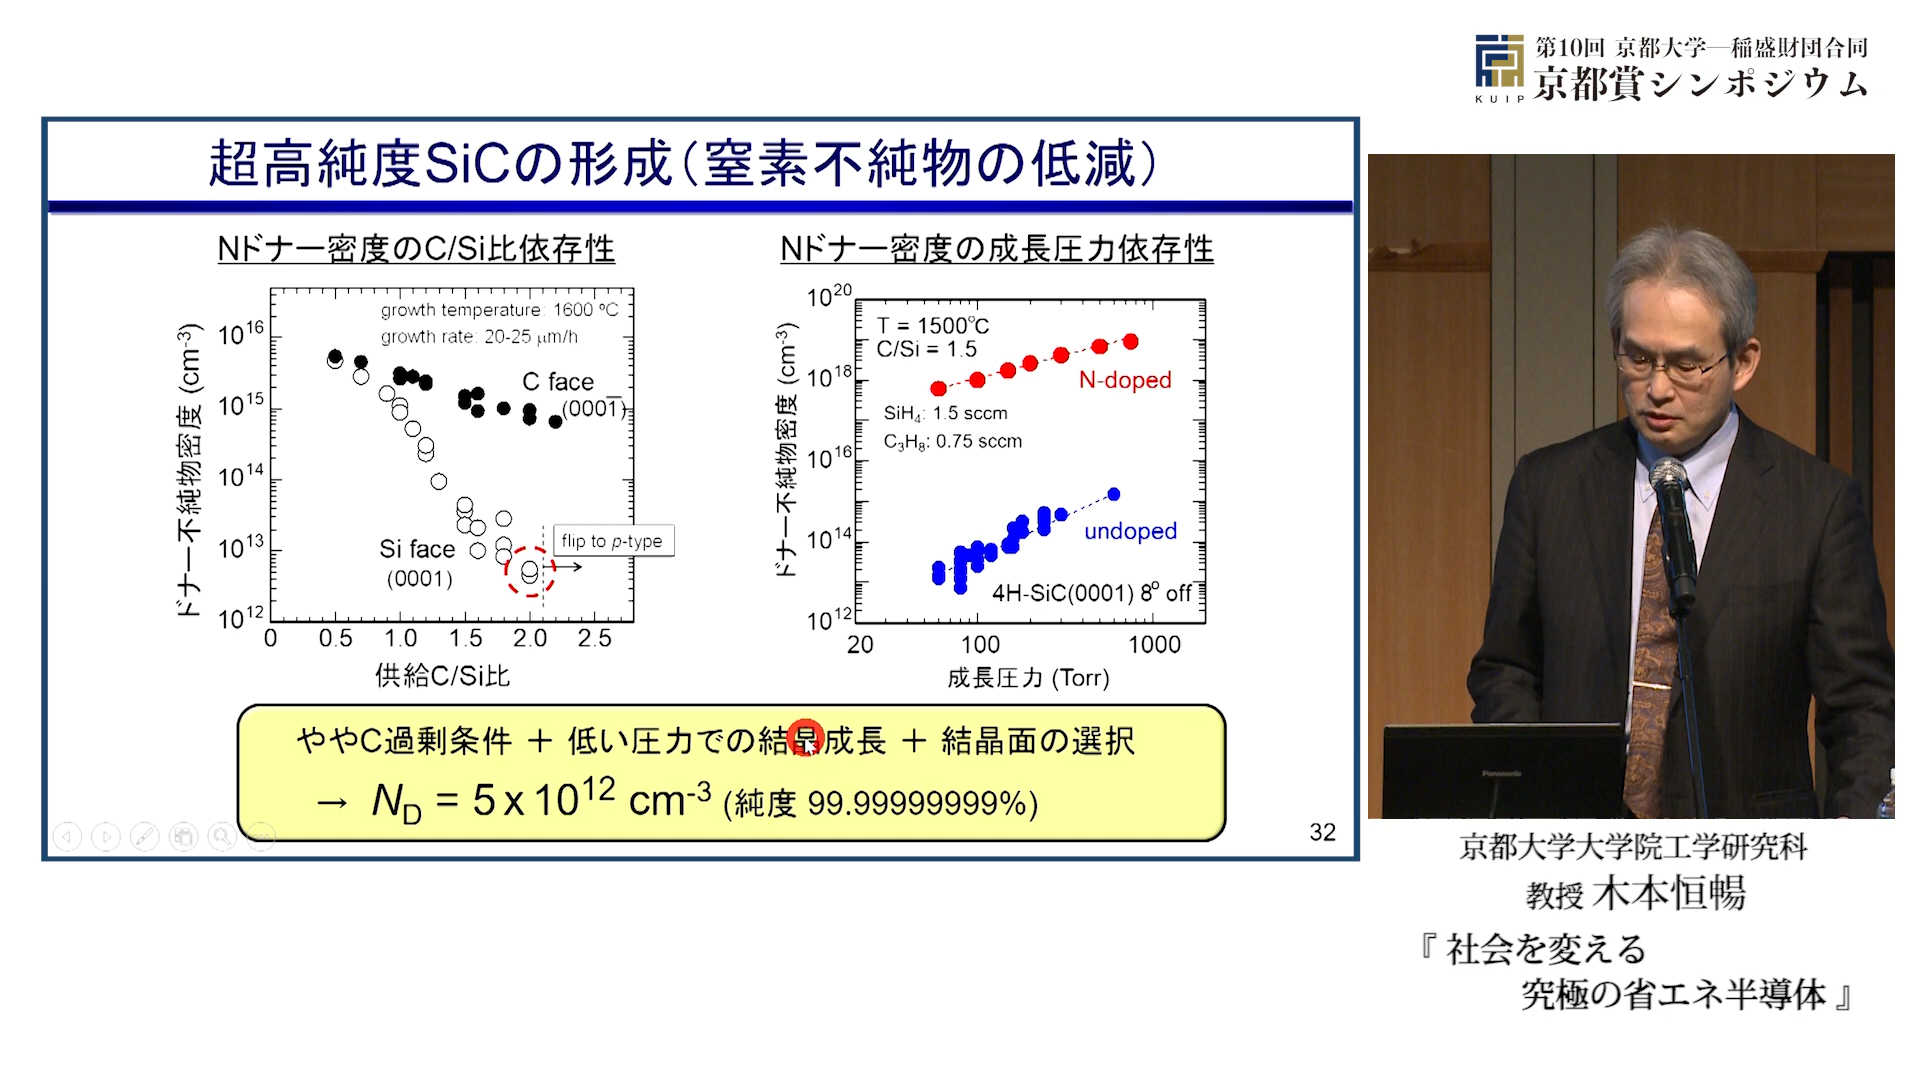 KUIP
第10回 京都大学―稲盛財団合同
京都賞シンポジウム
超高純度SiCの形成（窒素不純物の低減）
Nドナー密度のC/Si比依存性
growth temperature: 1600 ºC
growth rate: 20-25 μm/h
C face
(0001̅)
Si face
(0001)
flip to p-type
ドナー不純物密度 (cm⁻³)
10¹⁶
10¹⁵
10¹⁴
10¹³
10¹²
0 0.5 1.0 1.5 2.0 2.5
供給C/Si比
Nドナー密度の成長圧力依存性
T = 1500°C
C/Si = 1.5
N-doped
SiH₄: 1.5 sccm
C₃H₈: 0.75 sccm
undoped
4H-SiC(0001) 8° off
ドナー不純物密度 (cm⁻³)
10²⁰
10¹⁸
10¹⁶
10¹⁴
10¹²
20 100 1000
成長圧力 (Torr)
ややC過剰条件 ＋ 低い圧力での結晶成長 ＋ 結晶面の選択
→ N_D = 5 x 10¹² cm⁻³ (純度 99.99999999%)
32
Panasonic
京都大学大学院工学研究科
教授 木本恒暢
『 社会を変える
究極の省エネ半導体 』